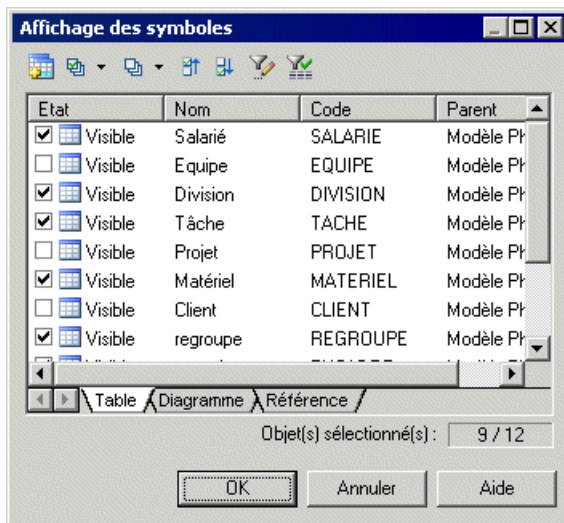 Affichage des symboles
Etat Nom Code Parent
Visible Salarié SALARIE Modèle Ph
Visible Equipe EQUIPE Modèle Ph
Visible Division DIVISION Modèle Ph
Visible Tâche TACHE Modèle Ph
Visible Projet PROJET Modèle Ph
Visible Matériel MATERIEL Modèle Ph
Visible Client CLIENT Modèle Ph
Visible regroupe REGROUPE Modèle Ph
Table Diagramme Référence
Objet(s) sélectionné(s) : 9 / 12
OK Annuler Aide